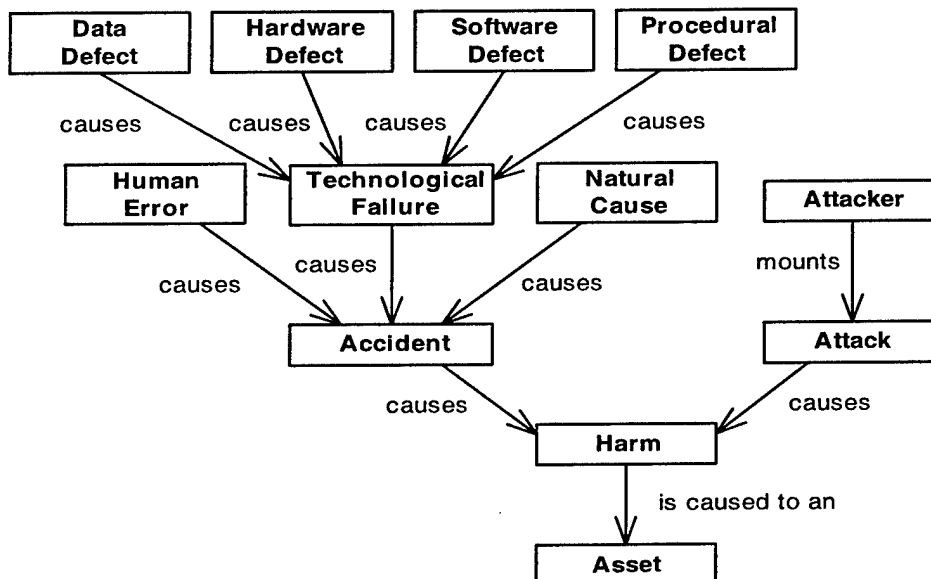 Data
Defect
Hardware
Defect
Software
Defect
Procedural
Defect
causes
causes
causes
causes
Human
Error
Technological
Failure
Natural
Cause
Attacker
causes
causes
causes
mounts
Accident
Attack
causes
causes
Harm
is caused to an
Asset